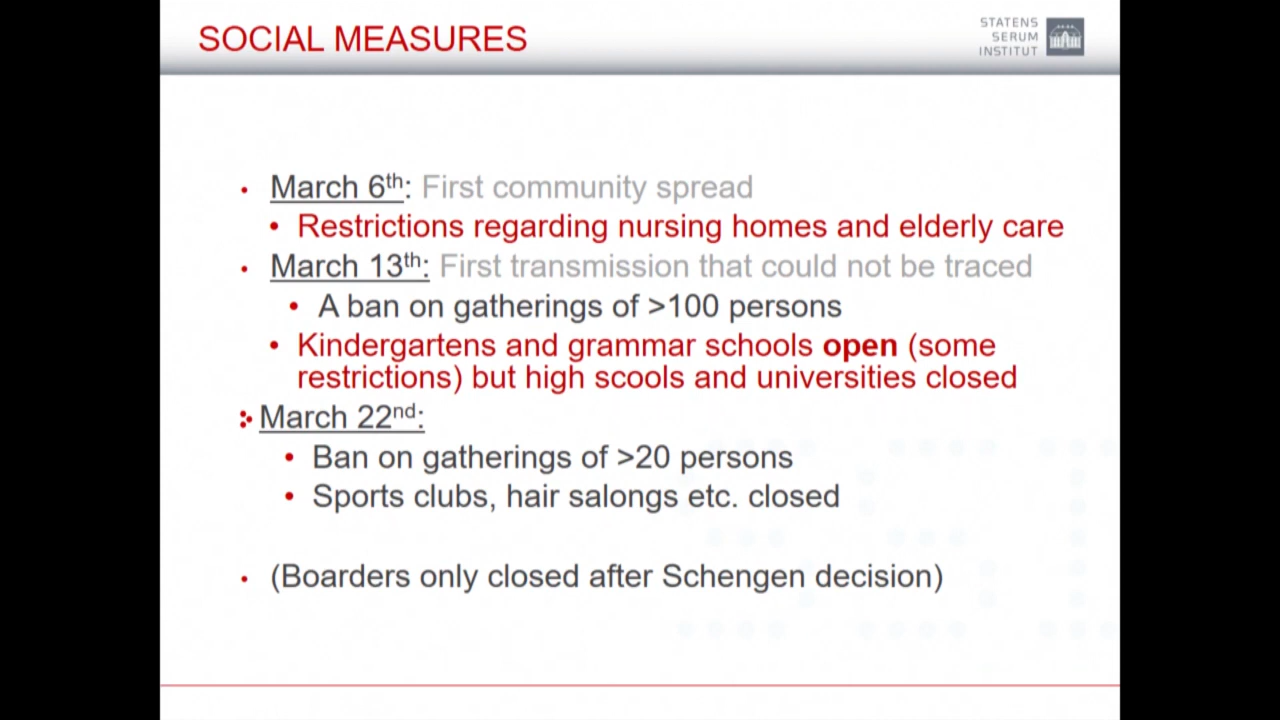 SOCIAL MEASURES
STATENS
SERUM
INSTITUT
• March 6th: First community spread
• Restrictions regarding nursing homes and elderly care
• March 13th: First transmission that could not be traced
• A ban on gatherings of >100 persons
• Kindergartens and grammar schools open (some
restrictions) but high scools and universities closed
March 22nd:
• Ban on gatherings of >20 persons
• Sports clubs, hair salongs etc. closed
• (Boarders only closed after Schengen decision)